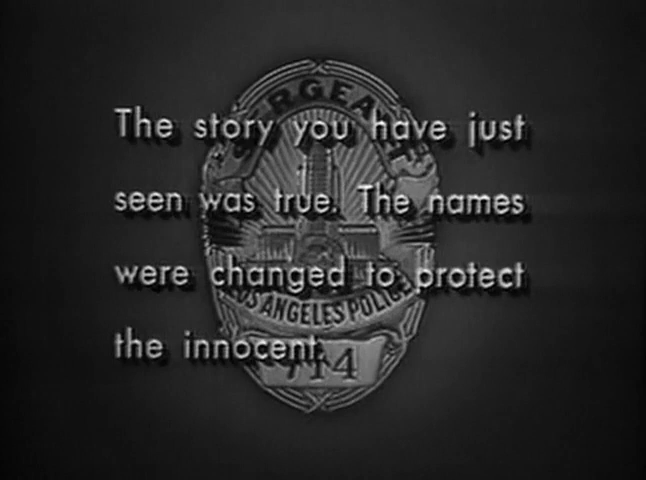 SERGEANT
The story you have just
seen was true. The names
were changed to protect
the innocent.
LOS ANGELES POLICE
714